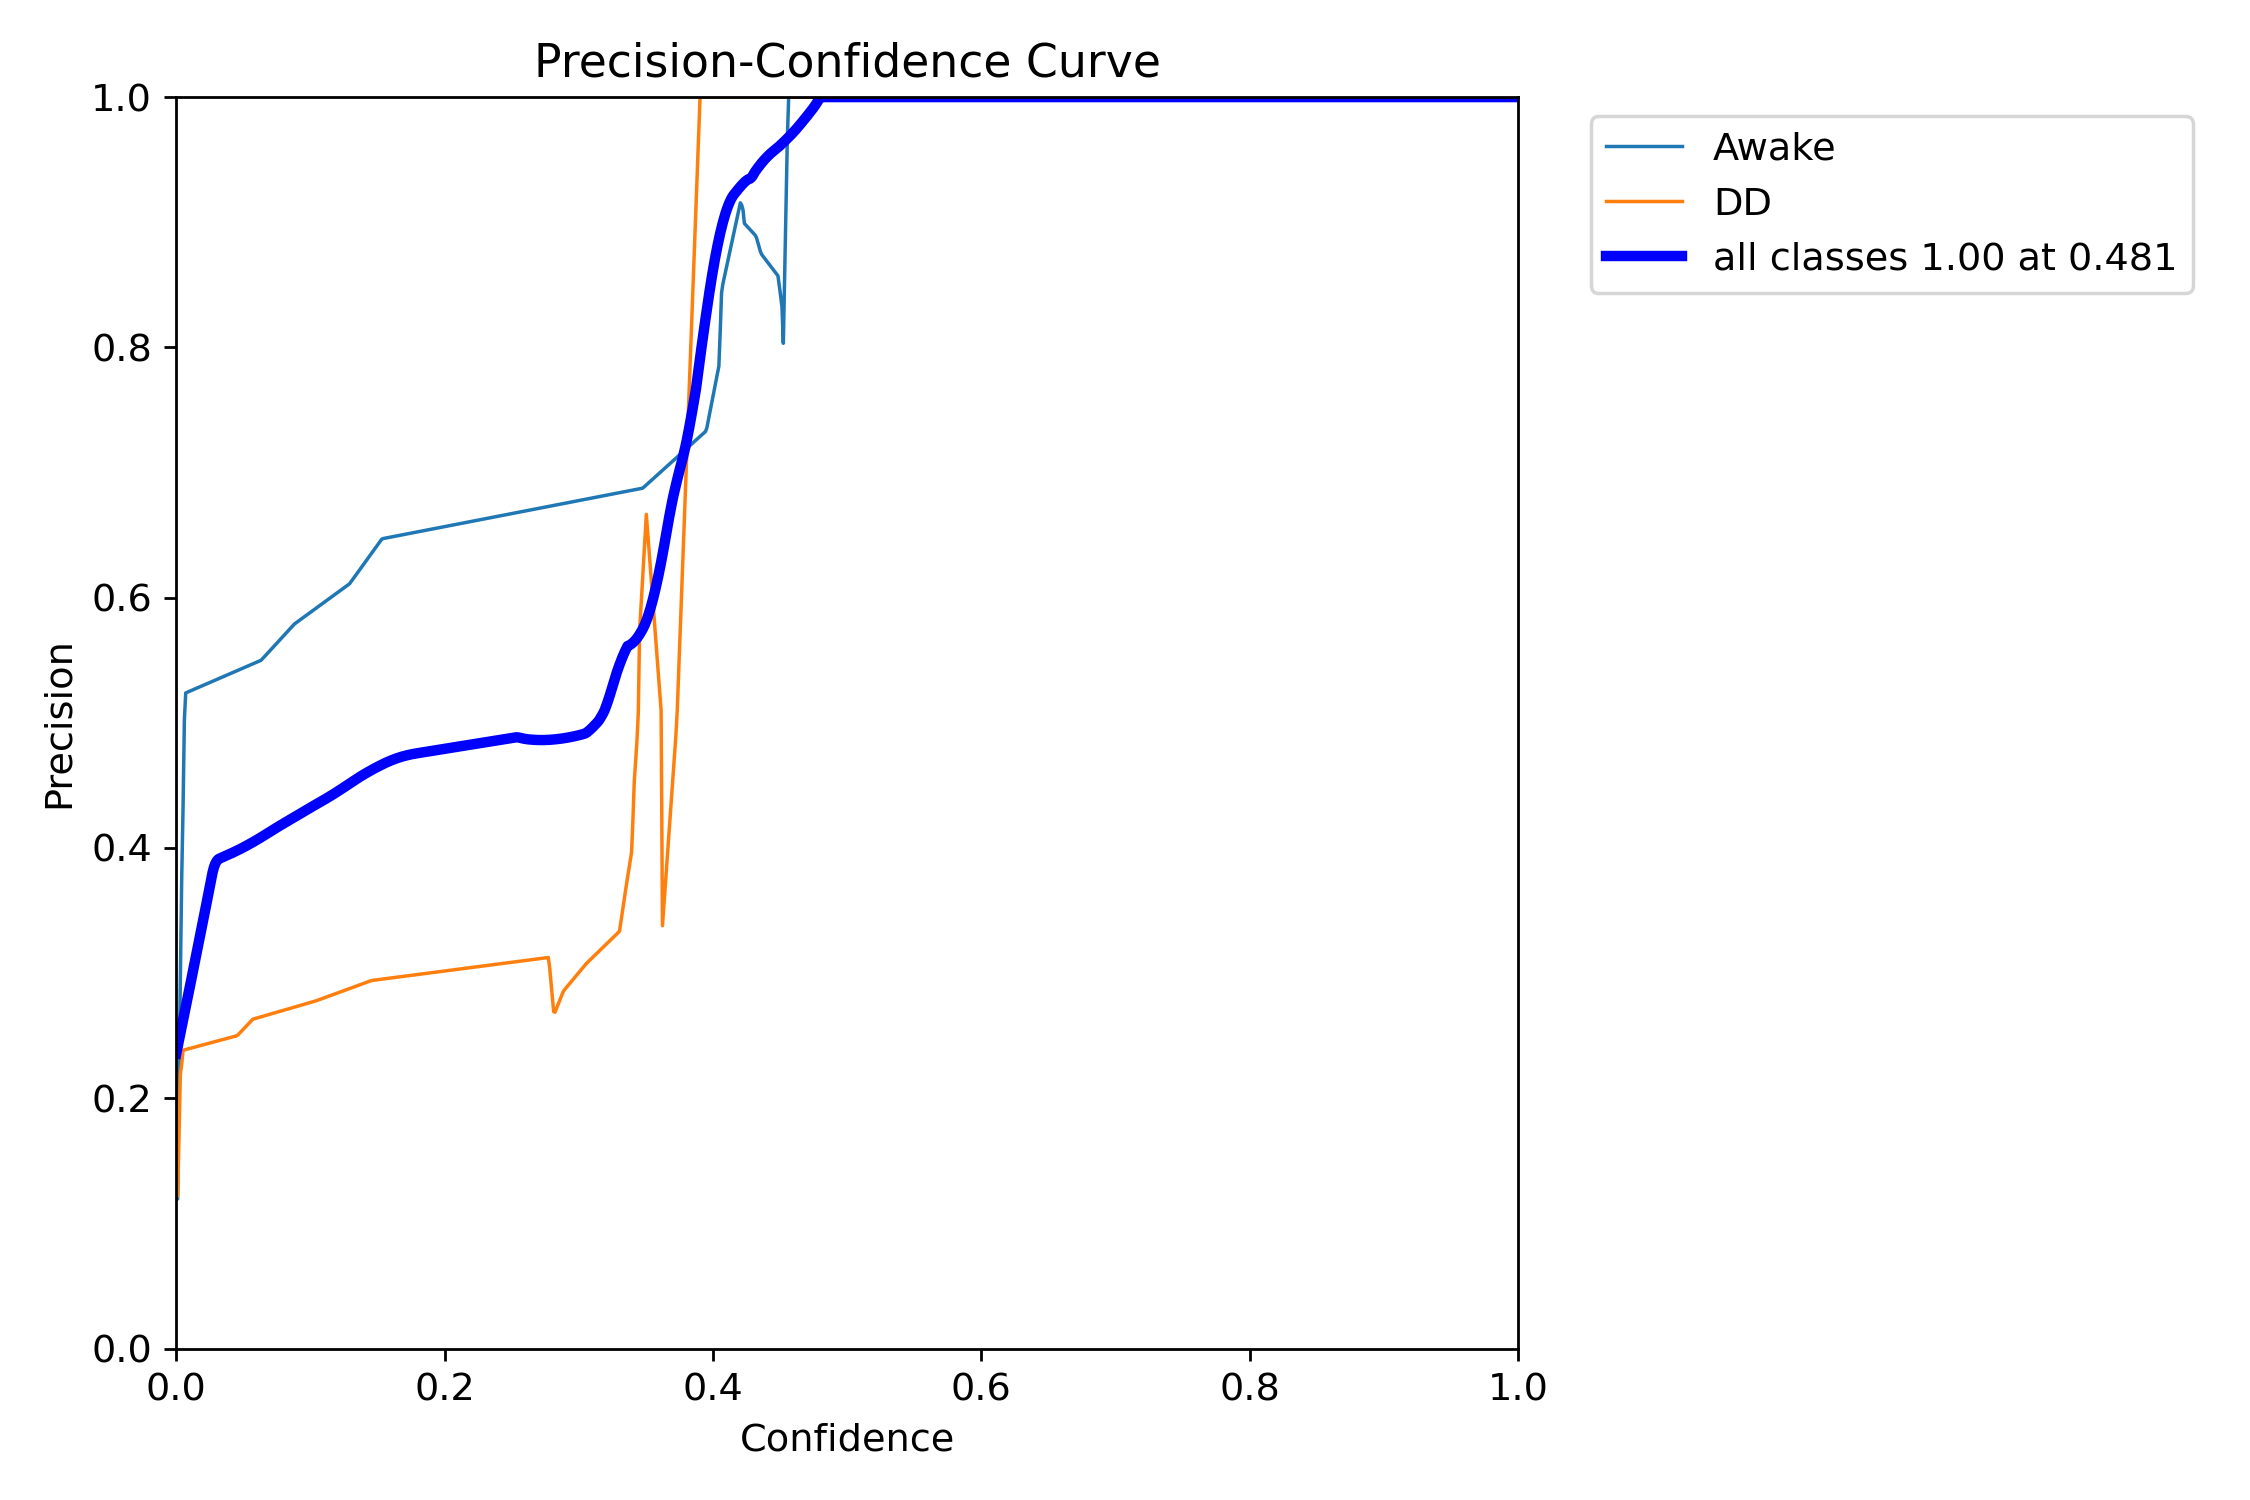 Precision-Confidence Curve
1.0
0.8
0.6
0.4
0.2
0.0
Precision
0.0 0.2 0.4 0.6 0.8 1.0
Confidence
Awake
DD
all classes 1.00 at 0.481